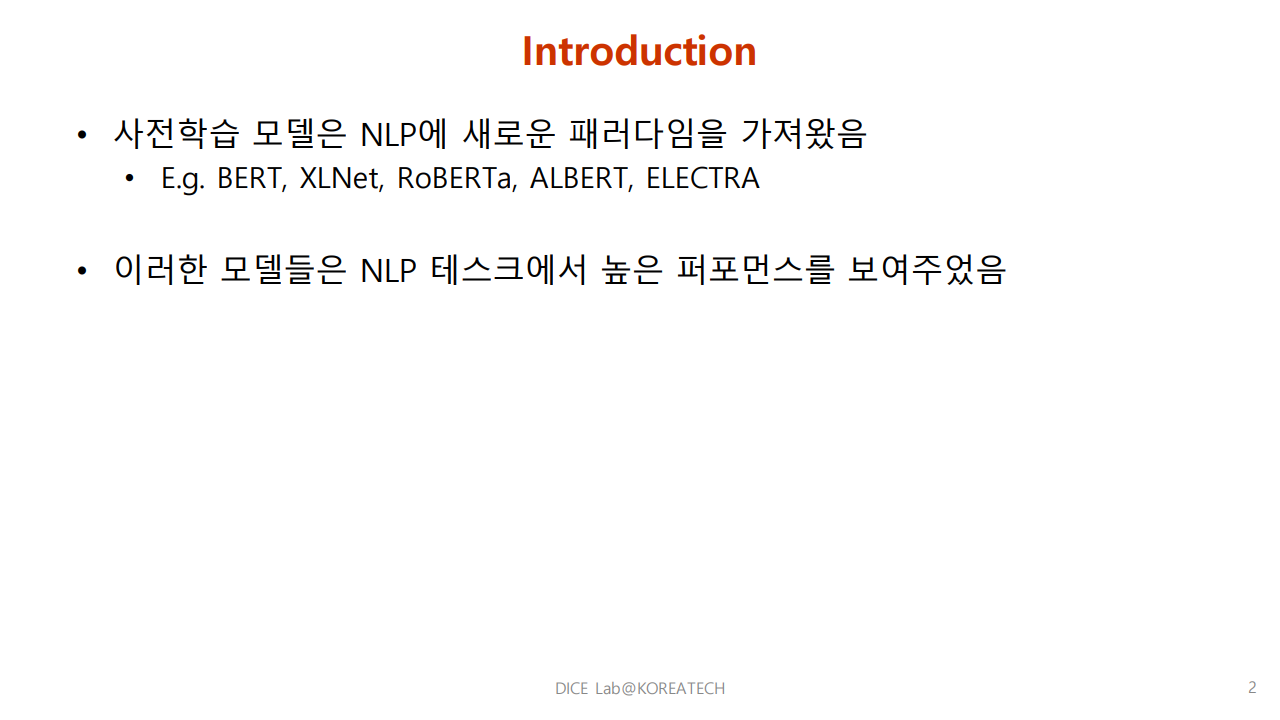 Introduction
• 사전학습 모델은 NLP에 새로운 패러다임을 가져왔음
• E.g. BERT, XLNet, RoBERTa, ALBERT, ELECTRA
• 이러한 모델들은 NLP 테스크에서 높은 퍼포먼스를 보여주었음
DICE Lab@KOREATECH
2